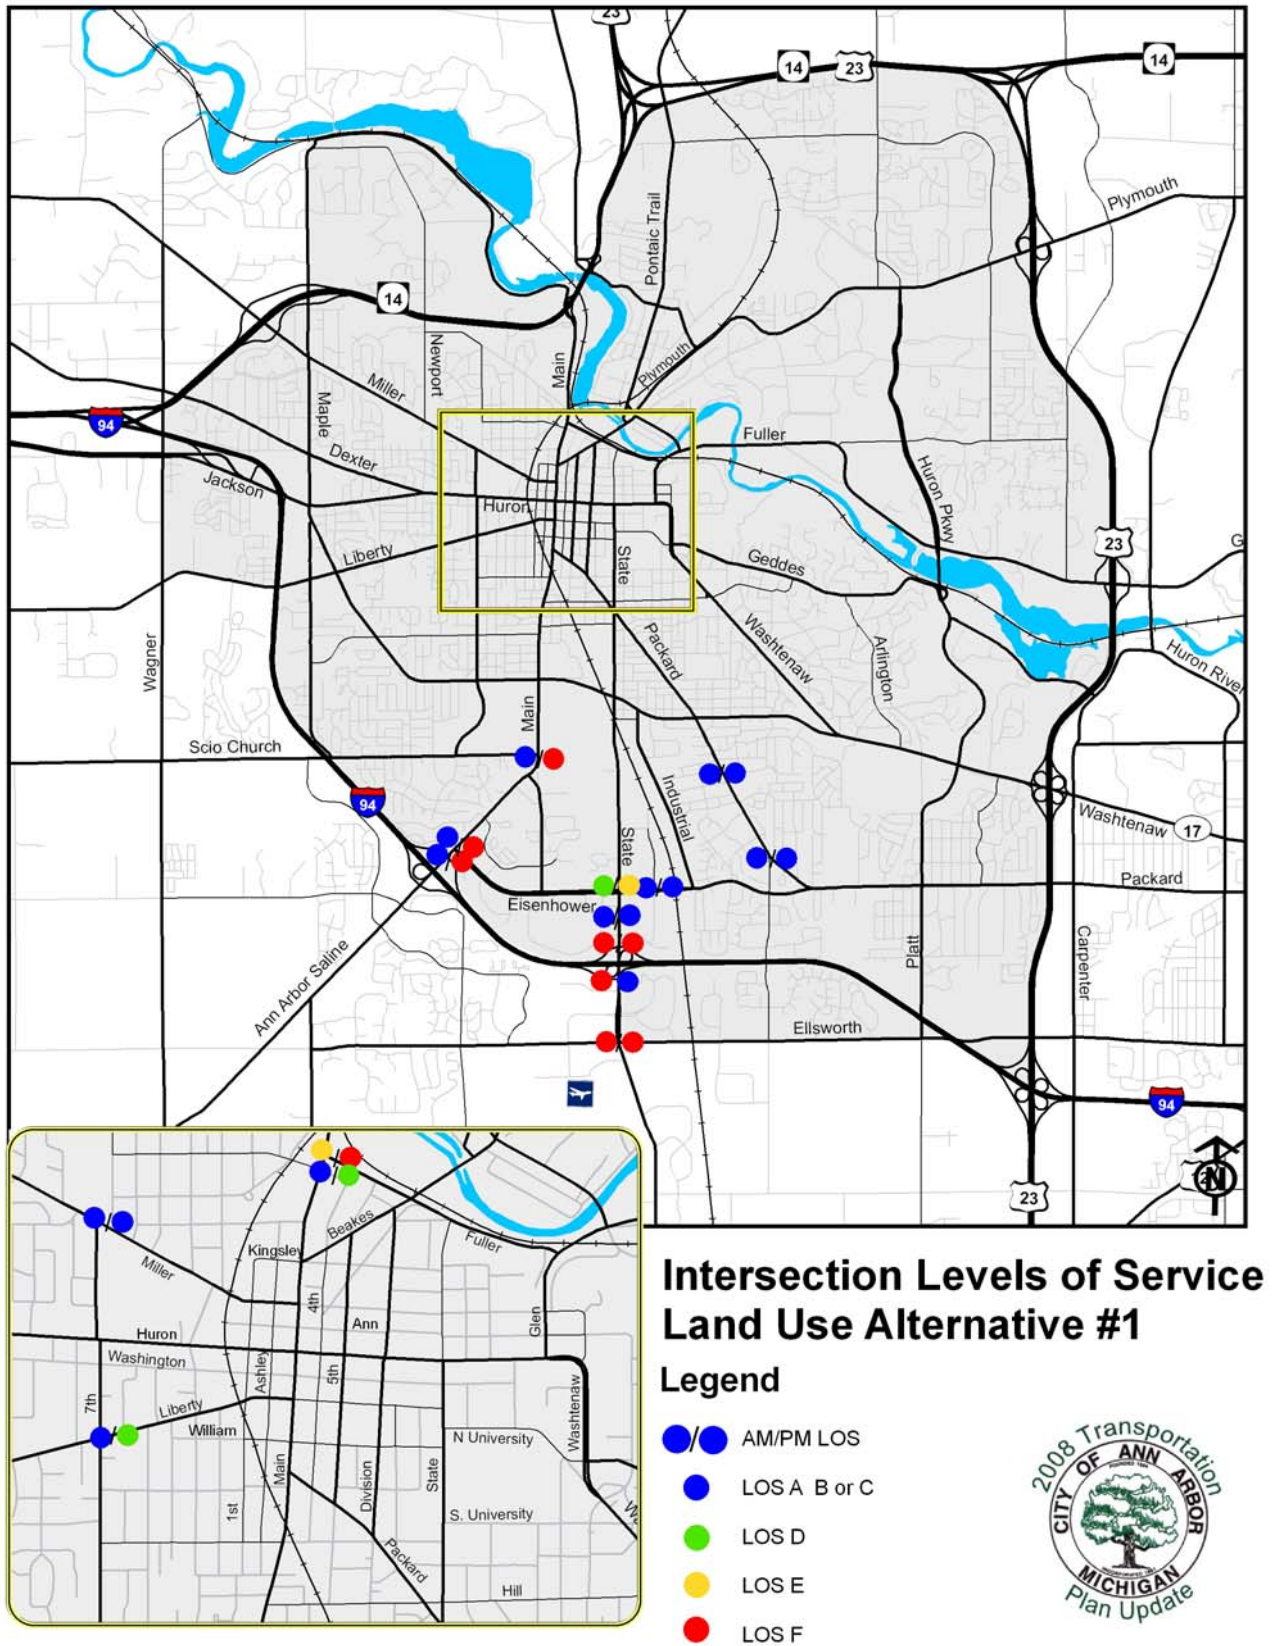 23
14
23
14
Plymouth
Pontaic Trail
14
Newport
Main
Plymouth
Miller
Maple
94
Dexter
Fuller
Jackson
Huron
Huron Pkwy
Liberty
State
Geddes
23
G
Wagner
Packard
Washtenaw
Arlington
Huron River
Main
Scio Church
94
Industrial
State
Washtenaw
17
Packard
Eisenhower
Ann Arbor Saline
Platt
Carpenter
Ellsworth
94
23
N
Beakes
Fuller
Kingsley
Miller
4th
Ann
Glen
Huron
Washington
Ashley
5th
7th
Liberty
William
Washtenaw
N University
Main
Division
State
1st
S. University
Packard
Hill
Intersection Levels of Service
Land Use Alternative #1
Legend
/ AM/PM LOS
LOS A B or C
LOS D
LOS E
LOS F
2008 Transportation
CITY OF ANN ARBOR
MICHIGAN
Plan Update